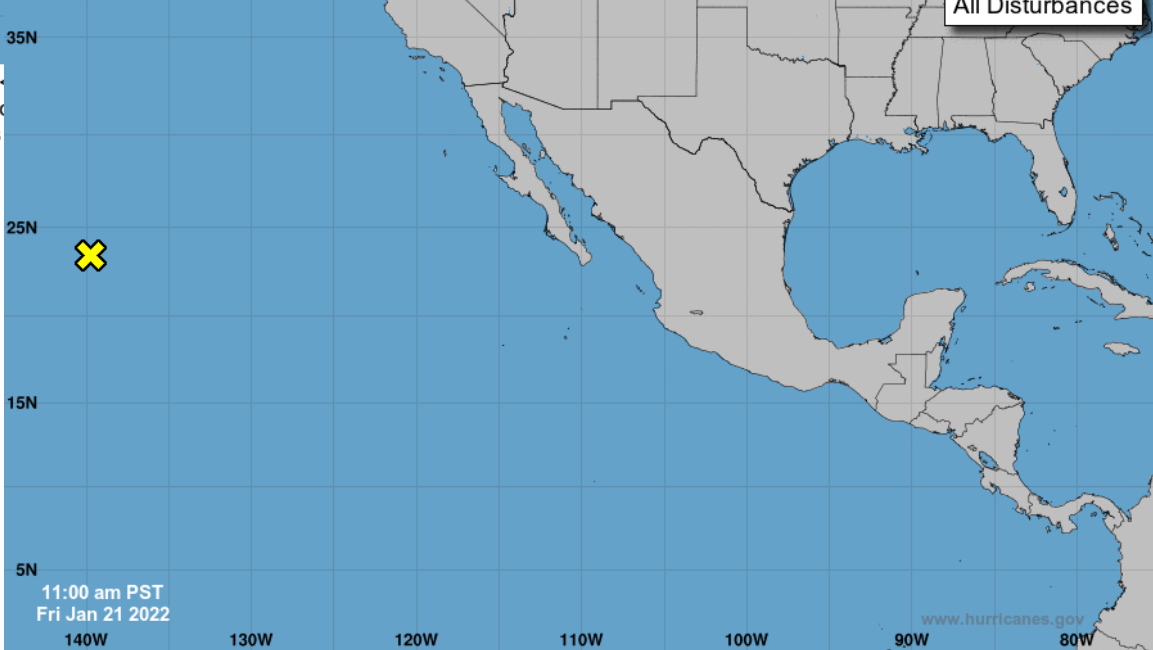 All Disturbances
35N
25N
15N
5N
11:00 am PST
Fri Jan 21 2022
www.hurricanes.gov
140W 130W 120W 110W 100W 90W 80W